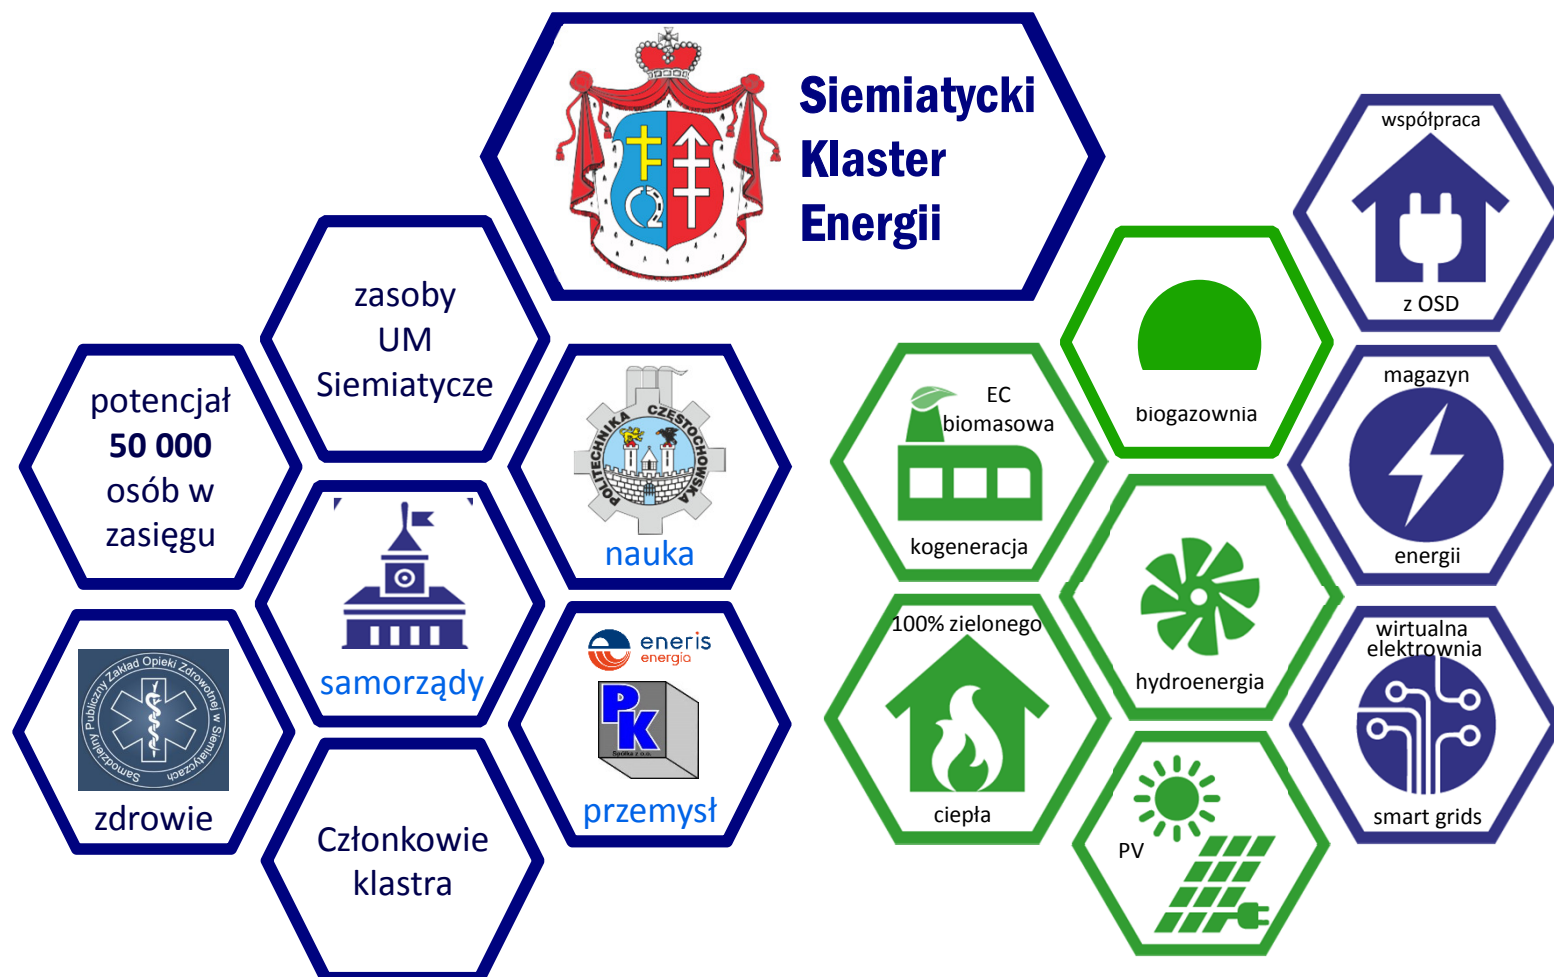 Siemiatycki
Klaster
Energii
współpraca
z OSD
zasoby
UM
Siemiatycze
potencjał
50 000
osób w
zasięgu
POLITECHNIKA CZĘSTOCHOWSKA
nauka
EC
biomasowa
kogeneracja
biogazownia
magazyn
energii
samorządy
eneris
energia
PK
Spółka z o.o.
przemysł
Samodzielny Publiczny Zakład Opieki Zdrowotnej w Siemiatyczach
zdrowie
Członkowie
klastra
100% zielonego
ciepła
hydroenergia
wirtualna
elektrownia
smart grids
PV